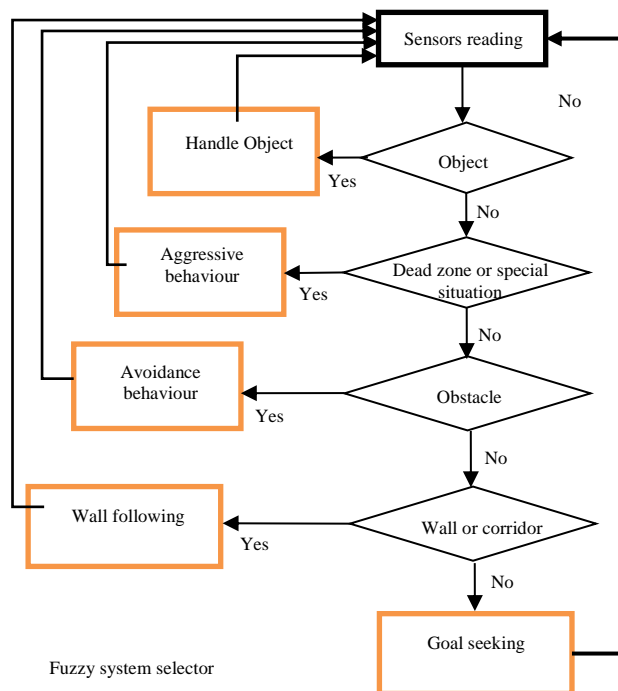 Sensors reading
No
Handle Object
Object
Yes
No
Aggressive
behaviour
Dead zone or special
situation
Yes
No
Avoidance
behaviour
Obstacle
Yes
No
Wall following
Wall or corridor
Yes
No
Goal seeking
Fuzzy system selector